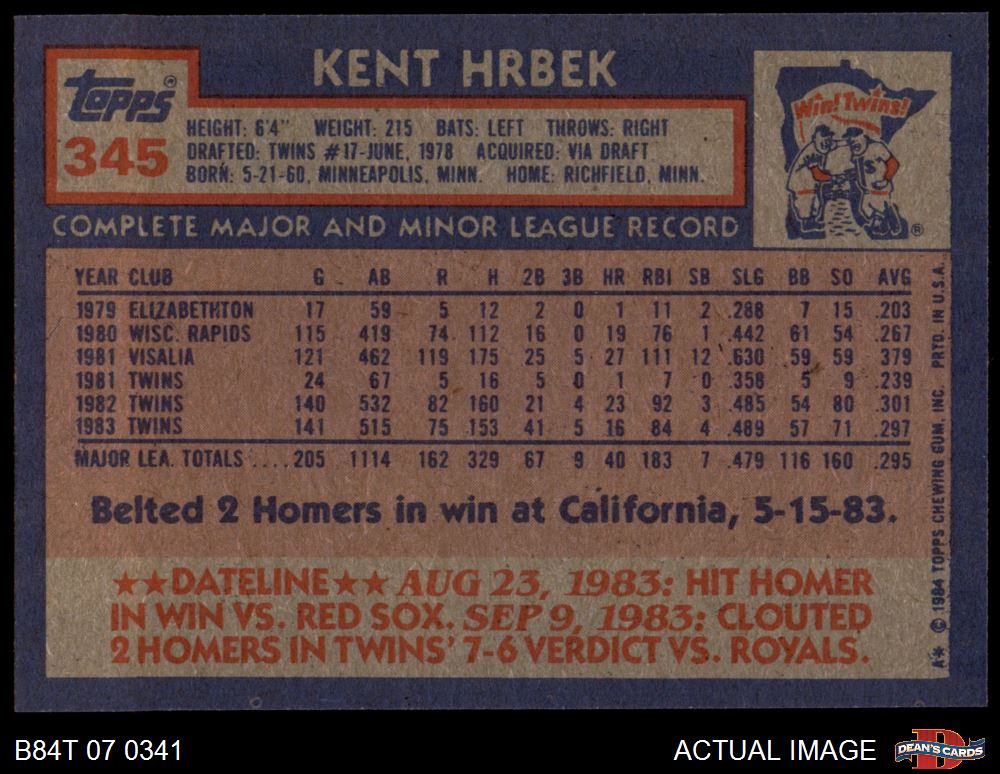 KENT HRBEK
Topps®
345
HEIGHT: 6'4" WEIGHT: 215 BATS: LEFT THROWS: RIGHT
DRAFTED: TWINS #17-JUNE, 1978 ACQUIRED: VIA DRAFT
BORN: 5-21-60, MINNEAPOLIS, MINN. HOME: RICHFIELD, MINN.
Win! Twins!
®
COMPLETE MAJOR AND MINOR LEAGUE RECORD
YEAR CLUB G AB R H 2B 3B HR RBI SB SLG BB SO AVG
1979 ELIZABETHTON 17 59 5 12 2 0 1 11 2 .288 7 15 .203
1980 WISC. RAPIDS 115 419 74 112 16 0 19 76 1 .442 61 54 .267
1981 VISALIA 121 462 119 175 25 5 27 111 12 .630 59 59 .379
1981 TWINS 24 67 5 16 5 0 1 7 0 .358 5 9 .239
1982 TWINS 140 532 82 160 21 4 23 92 3 .485 54 80 .301
1983 TWINS 141 515 75 153 41 5 16 84 4 .489 57 71 .297
MAJOR LEA. TOTALS .... 205 1114 162 329 67 9 40 183 7 .479 116 160 .295
Belted 2 Homers in win at California, 5-15-83.
★★DATELINE★★ AUG 23, 1983: HIT HOMER
IN WIN VS. RED SOX. SEP 9, 1983: CLOUTED
2 HOMERS IN TWINS' 7-6 VERDICT VS. ROYALS.
A* © 1984 TOPPS CHEWING GUM, INC. PRTD. IN U.S.A.
B84T 07 0341
ACTUAL IMAGE
DEAN'S CARDS